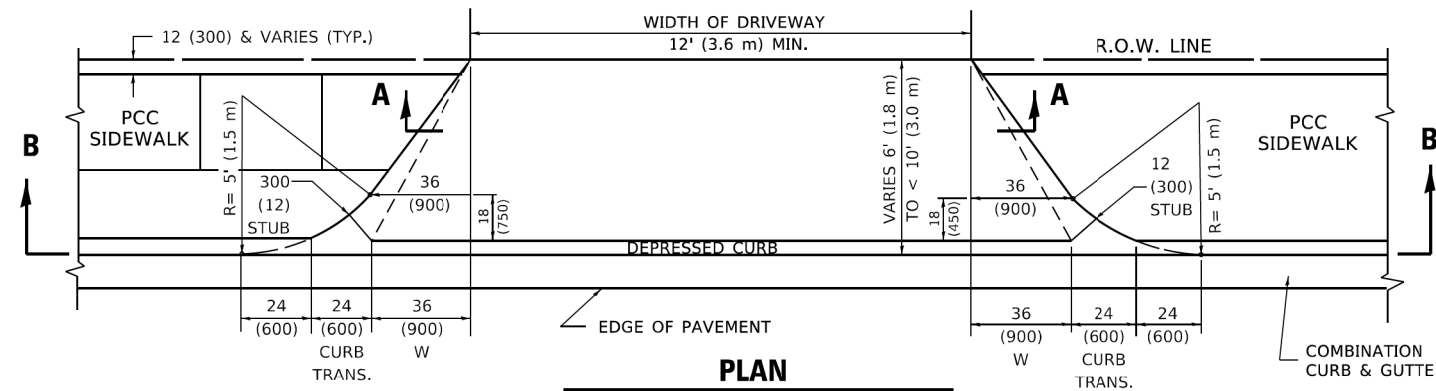 WIDTH OF DRIVEWAY
12' (3.6 m) MIN.
12 (300) & VARIES (TYP.)
R.O.W. LINE
A
A
PCC
SIDEWALK
PCC
SIDEWALK
B
B
R= 5' (1.5 m)
300
(12)
STUB
36
(900)
18
(750)
VARIES 6' (1.8 m)
TO < 10' (3.0 m)
18
(450)
36
(900)
12
(300)
STUB
R= 5' (1.5 m)
DEPRESSED CURB
24
(600)
24
(600)
CURB
TRANS.
36
(900)
W
EDGE OF PAVEMENT
36
(900)
W
24
(600)
CURB
TRANS.
24
(600)
COMBINATION
CURB & GUTTE
PLAN